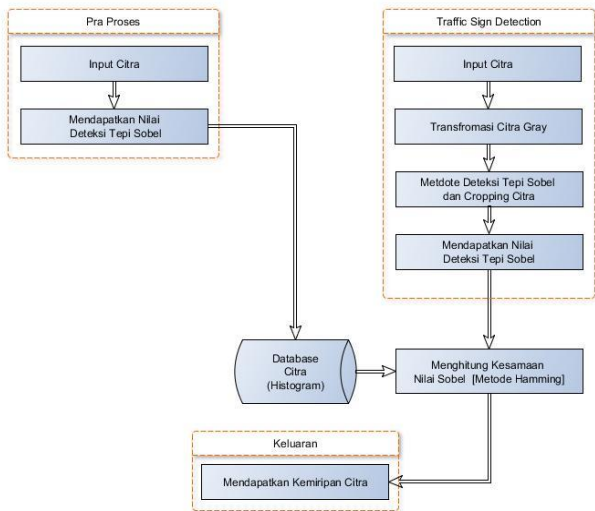 Pra Proses
Input Citra
Mendapatkan Nilai
Deteksi Tepi Sobel
Traffic Sign Detection
Input Citra
Transfromasi Citra Gray
Metdote Deteksi Tepi Sobel
dan Cropping Citra
Mendapatkan Nilai
Deteksi Tepi Sobel
Database
Citra
(Histogram)
Menghitung Kesamaan
Nilai Sobel [Metode Hamming]
Keluaran
Mendapatkan Kemiripan Citra